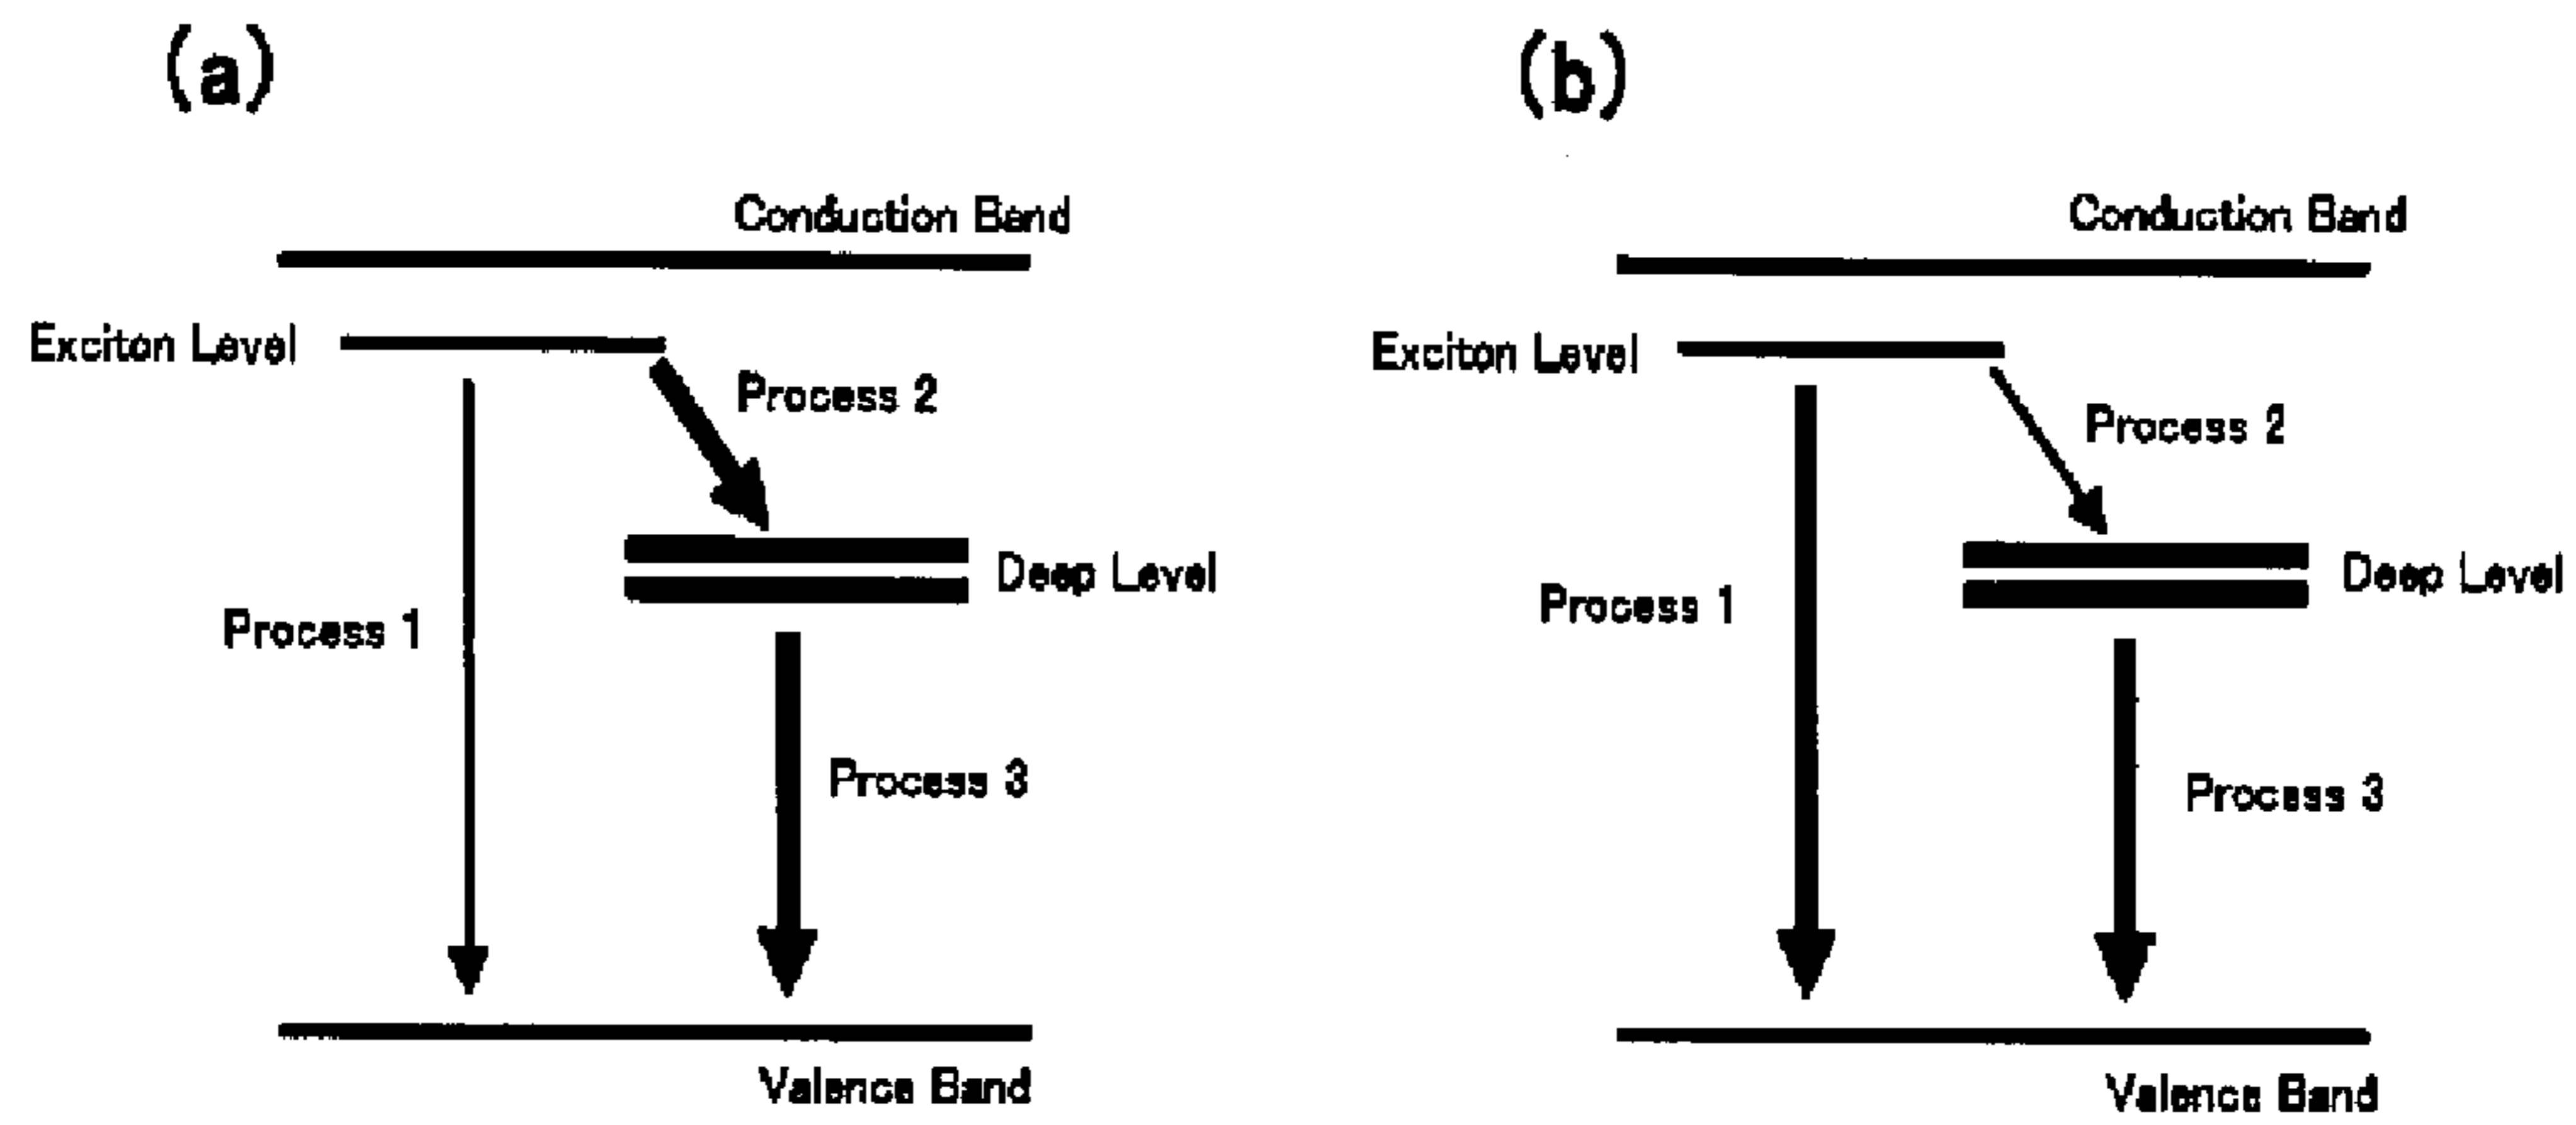 (a)
Conduction Band
Exciton Level
Process 2
Deep Level
Process 1
Process 3
Valence Band
(b)
Conduction Band
Exciton Level
Process 2
Deep Level
Process 1
Process 3
Valence Band